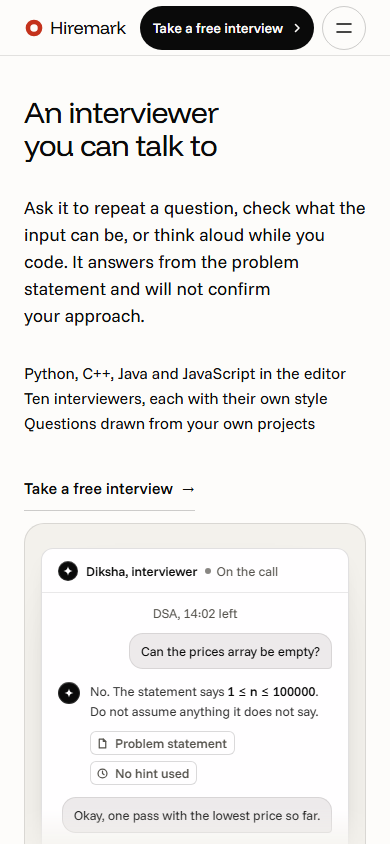 Hiremark
Take a free interview
An interviewer
you can talk to
Ask it to repeat a question, check what the
input can be, or think aloud while you
code. It answers from the problem
statement and will not confirm
your approach.
Python, C++, Java and JavaScript in the editor
Ten interviewers, each with their own style
Questions drawn from your own projects
Take a free interview →
Diksha, interviewer • On the call
DSA, 14:02 left
Can the prices array be empty?
No. The statement says 1 ≤ n ≤ 100000.
Do not assume anything it does not say.
Problem statement
No hint used
Okay, one pass with the lowest price so far.